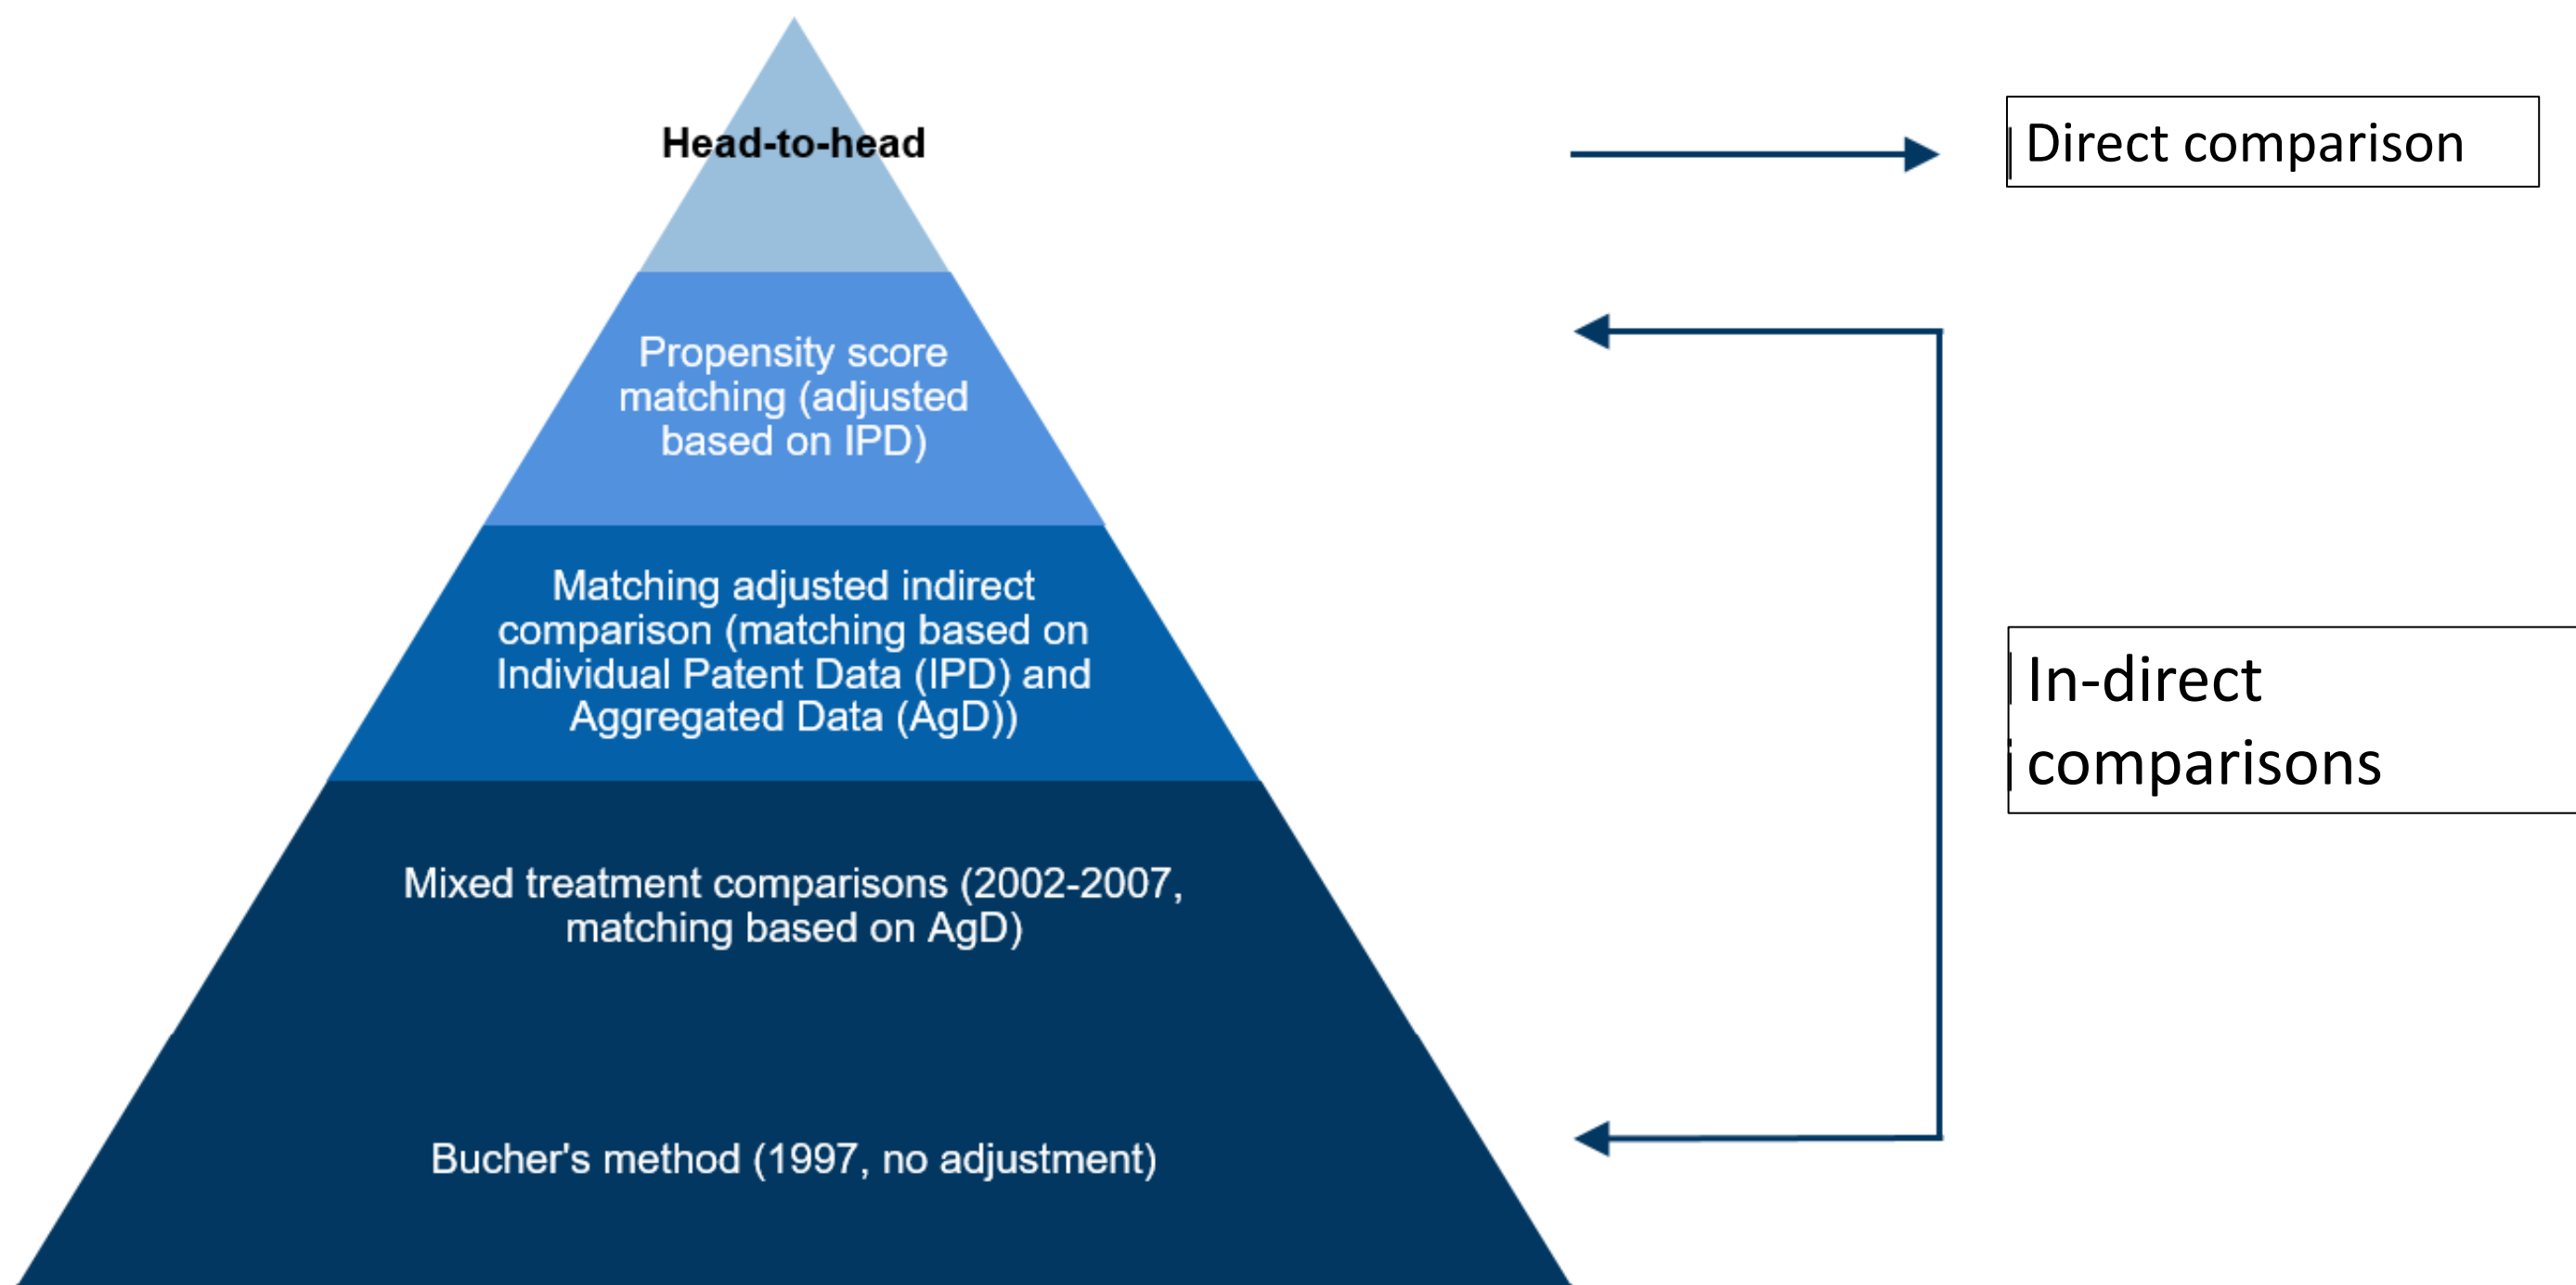 Head-to-head
Direct comparison
Propensity score
matching (adjusted
based on IPD)
Matching adjusted indirect
comparison (matching based on
Individual Patent Data (IPD) and
Aggregated Data (AgD))
In-direct
comparisons
Mixed treatment comparisons (2002-2007,
matching based on AgD)
Bucher's method (1997, no adjustment)